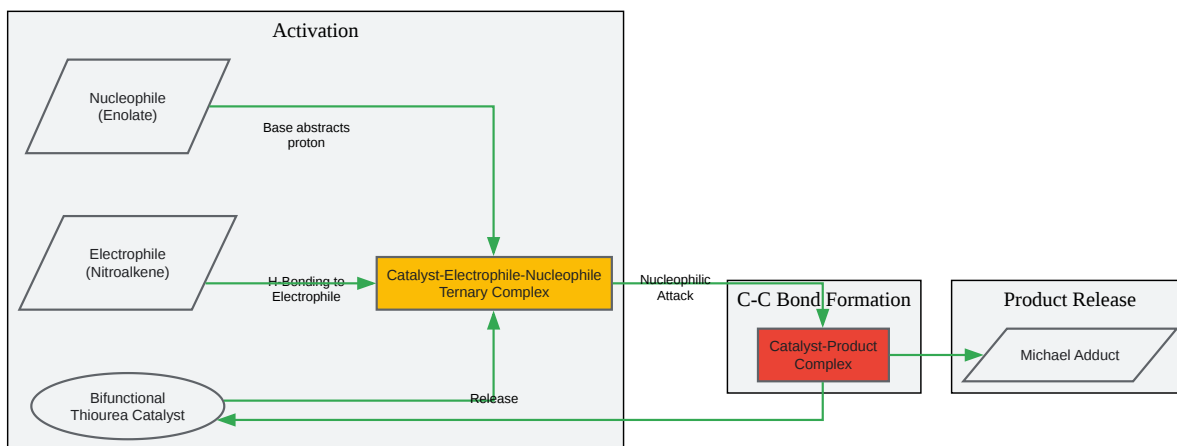 Activation
Nucleophile
(Enolate)
Base abstracts
proton
Electrophile
(Nitroalkene)
H-Bonding to
Electrophile
Catalyst-Electrophile-Nucleophile
Ternary Complex
Nucleophilic
Attack
C-C Bond Formation
Product Release
Catalyst-Product
Complex
Michael Adduct
Bifunctional
Thiourea Catalyst
Release